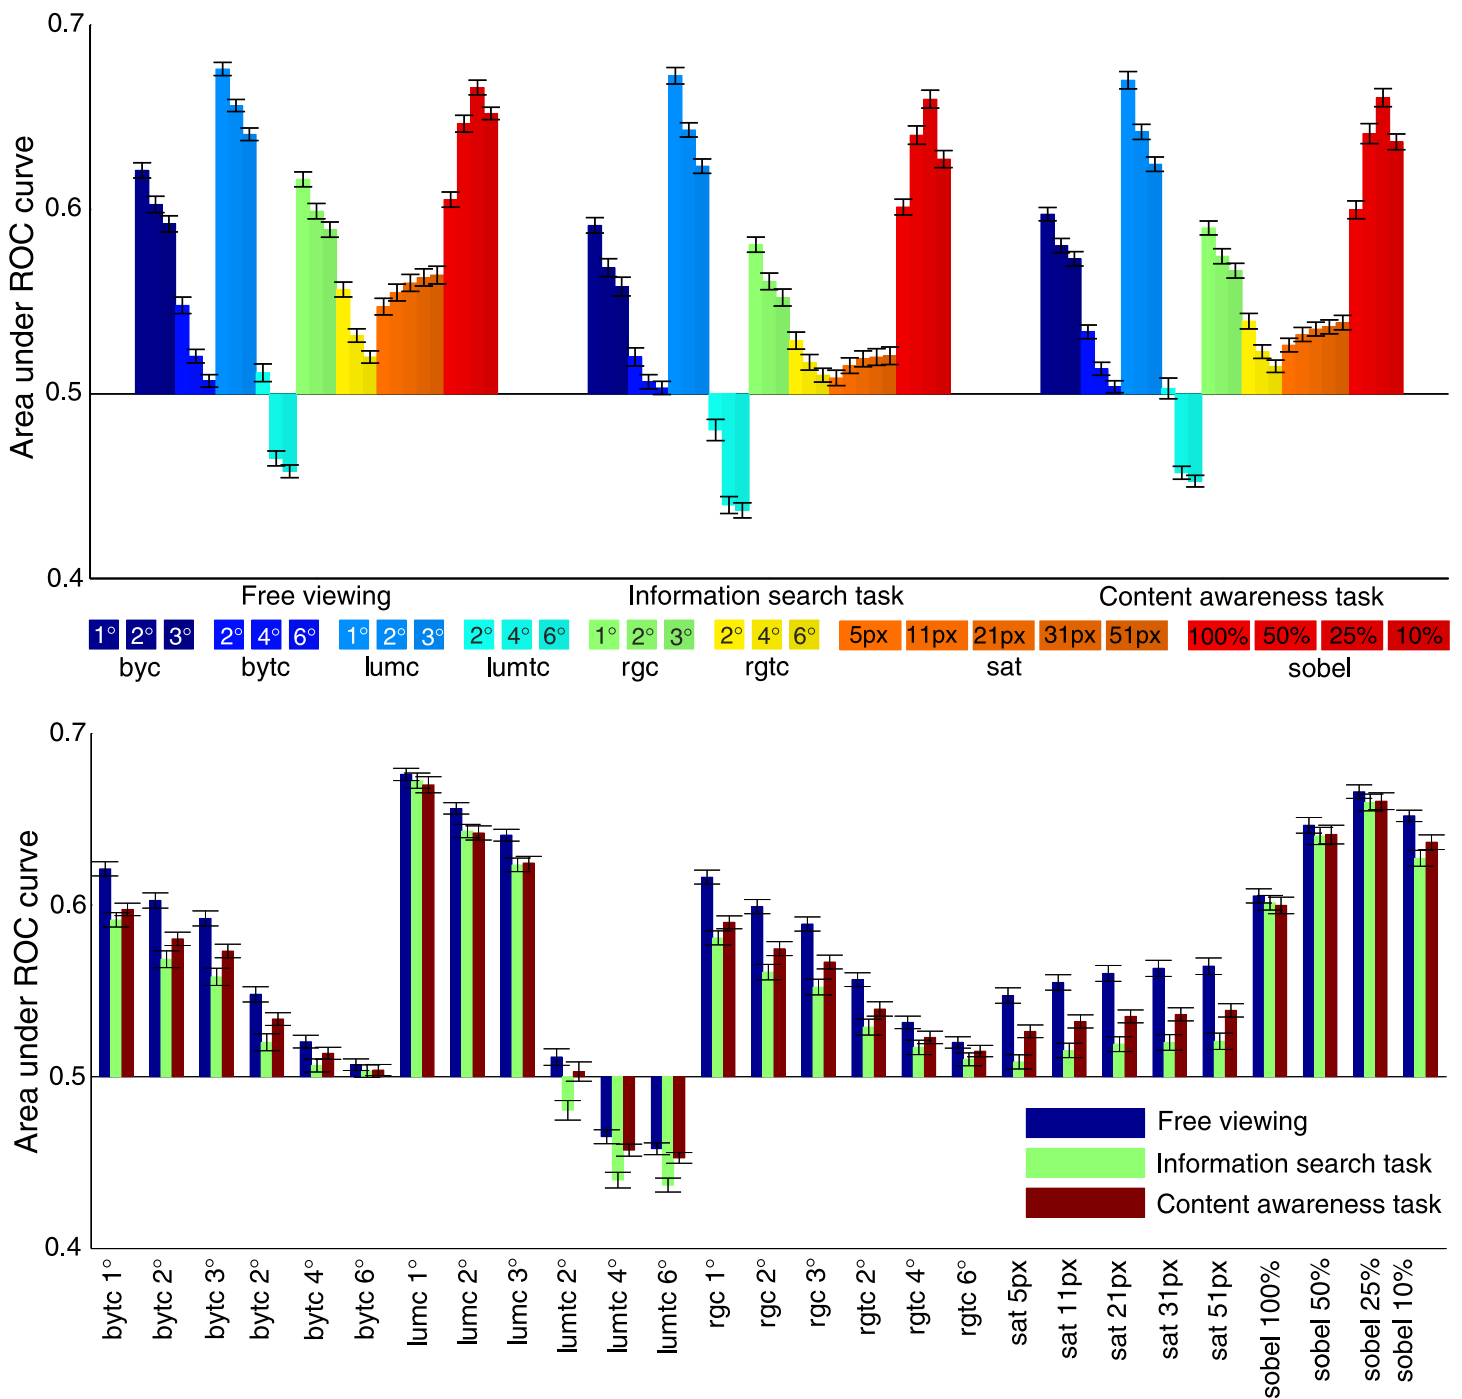 0.7
0.6
0.5
0.4
Area under ROC curve
Free viewing Information search task Content awareness task
1° 2° 3° 2° 4° 6° 1° 2° 3° 2° 4° 6° 1° 2° 3° 2° 4° 6° 5px 11px 21px 31px 51px 100% 50% 25% 10%
byc bytc lumc lumtc rgc rgtc sat sobel
0.7
0.6
0.5
0.4
Area under ROC curve
Free viewing
Information search task
Content awareness task
bytc 1°
bytc 2°
bytc 3°
bytc 2°
bytc 4°
bytc 6°
lumc 1°
lumc 2°
lumc 3°
lumtc 2°
lumtc 4°
lumtc 6°
rgc 1°
rgc 2°
rgc 3°
rgtc 2°
rgtc 4°
rgtc 6°
sat 5px
sat 11px
sat 21px
sat 31px
sat 51px
sobel 100%
sobel 50%
sobel 25%
sobel 10%